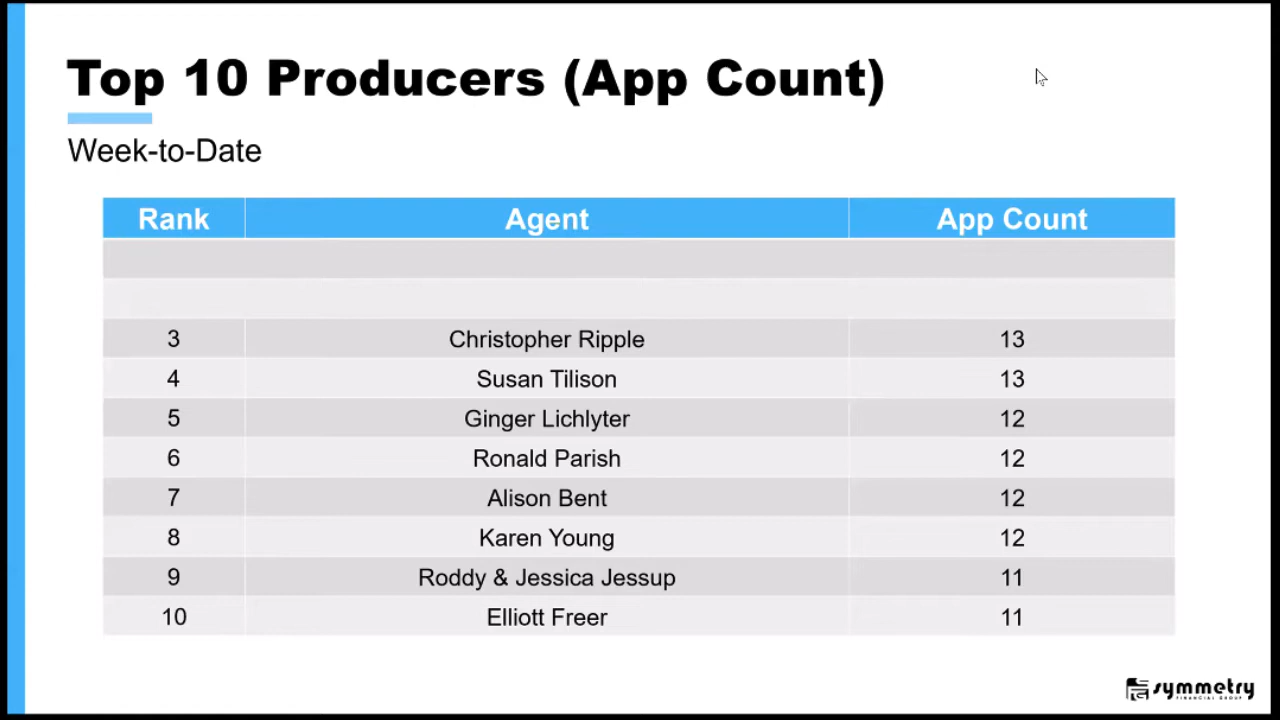 Top 10 Producers (App Count)
Week-to-Date
Rank Agent App Count
3 Christopher Ripple 13
4 Susan Tilison 13
5 Ginger Lichlyter 12
6 Ronald Parish 12
7 Alison Bent 12
8 Karen Young 12
9 Roddy & Jessica Jessup 11
10 Elliott Freer 11
symmetry
FINANCIAL GROUP